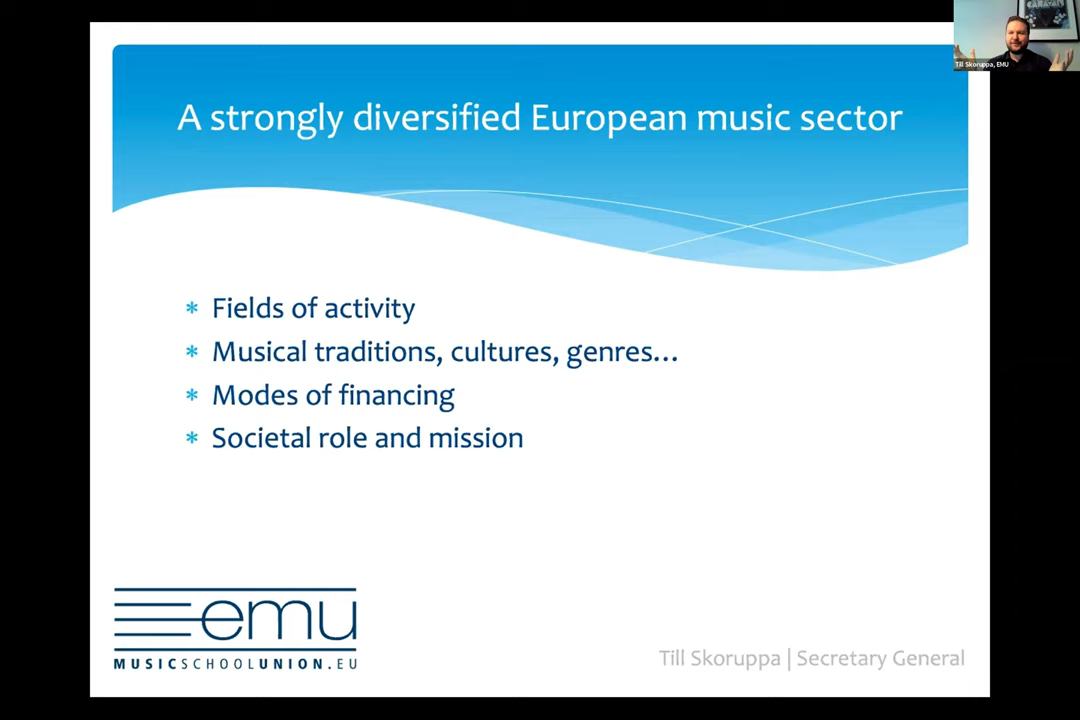 Till Skoruppa, EMU
A strongly diversified European music sector
* Fields of activity
* Musical traditions, cultures, genres...
* Modes of financing
* Societal role and mission
emu
MUSICSCHOOLUNION.EU
Till Skoruppa | Secretary General